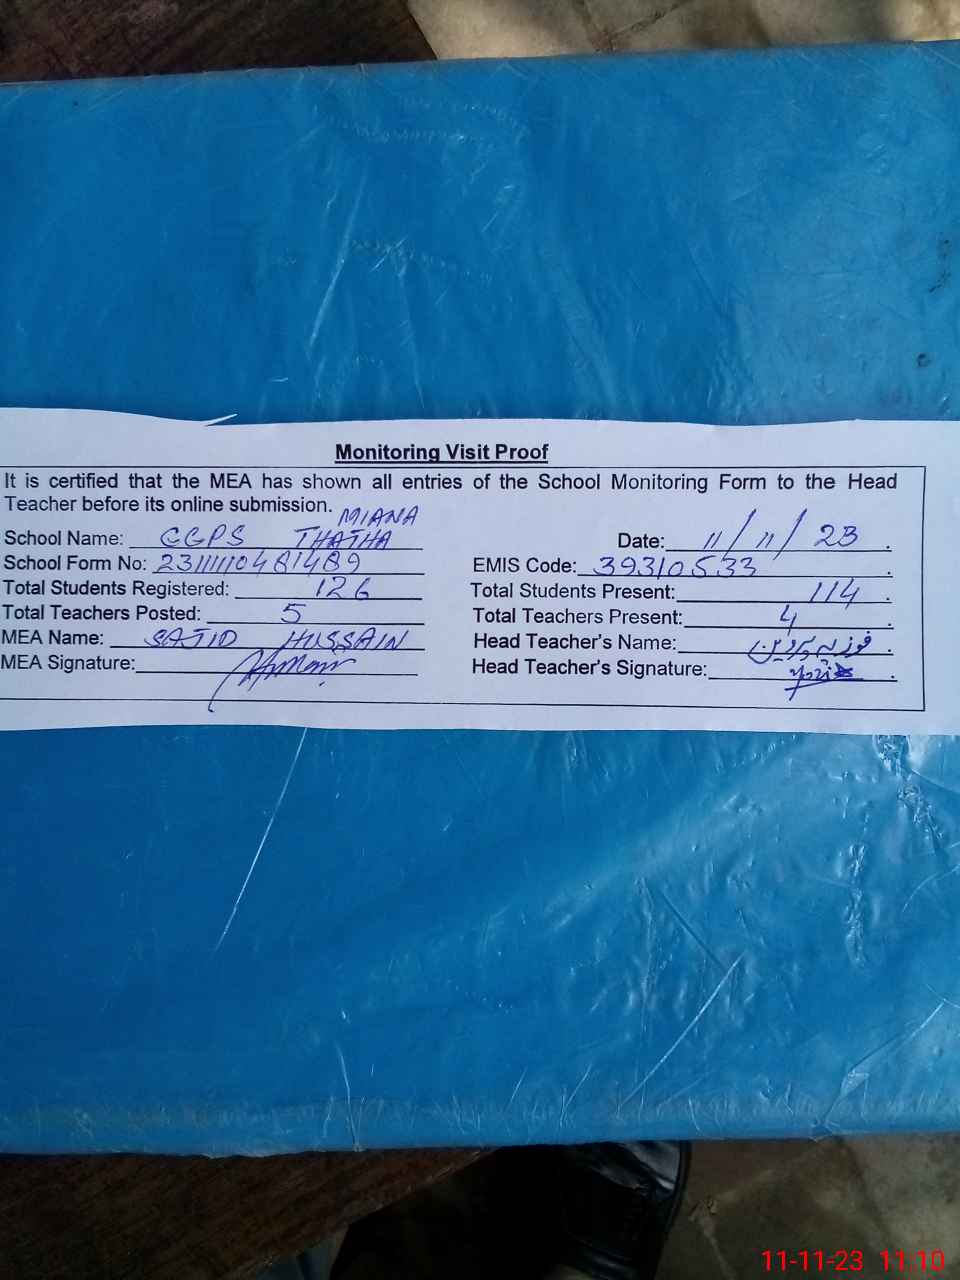 Monitoring Visit Proof
It is certified that the MEA has shown all entries of the School Monitoring Form to the Head
Teacher before its online submission.
MIANA
School Name: GGPS THATHA Date: 11/11/23
School Form No: EMIS Code: 39310533
Total Students Registered: 126 Total Students Present: 114
Total Teachers Posted: 5 Total Teachers Present: 4
MEA Name: SAJID HUSSAIN Head Teacher's Name: فوزیہ پروین
MEA Signature: Head Teacher's Signature:
11-11-23 11:10